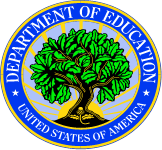 DEPARTMENT OF EDUCATION
UNITED STATES OF AMERICA